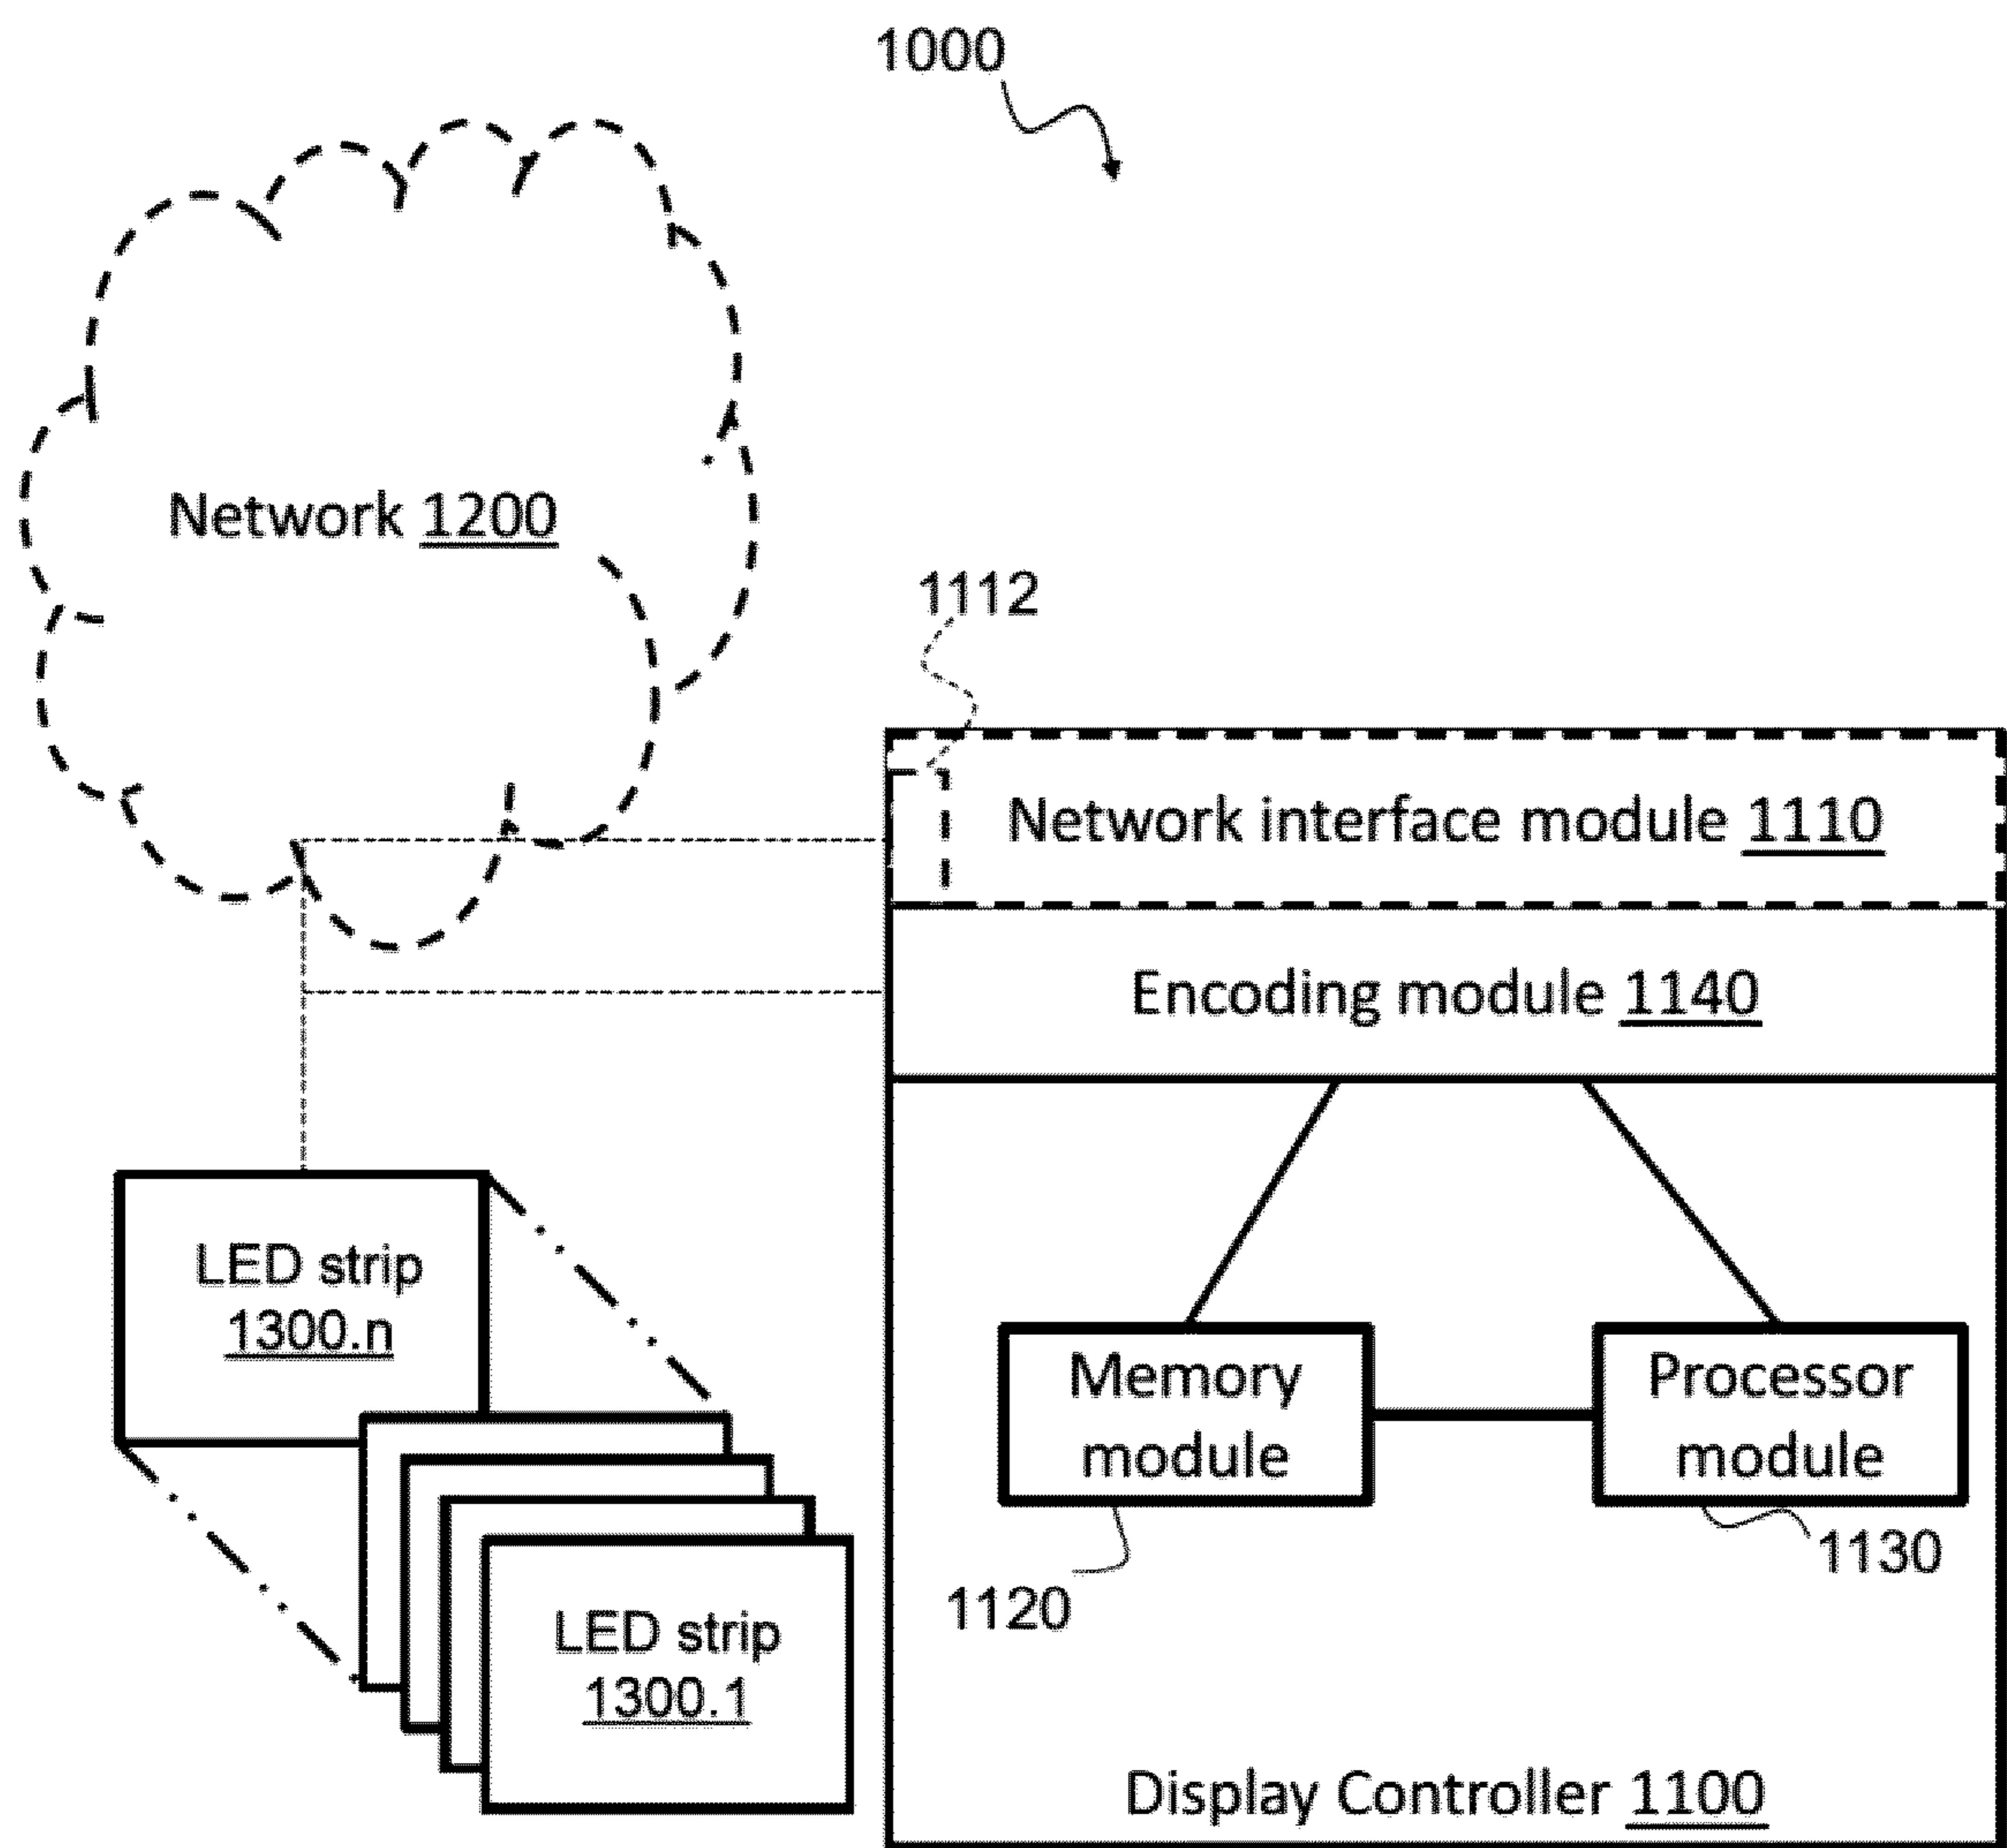 1000
Network 1200
1112
Network interface module 1110
Encoding module 1140
LED strip
1300.n
Memory
module
Processor
module
1120
1130
LED strip
1300.1
Display Controller 1100